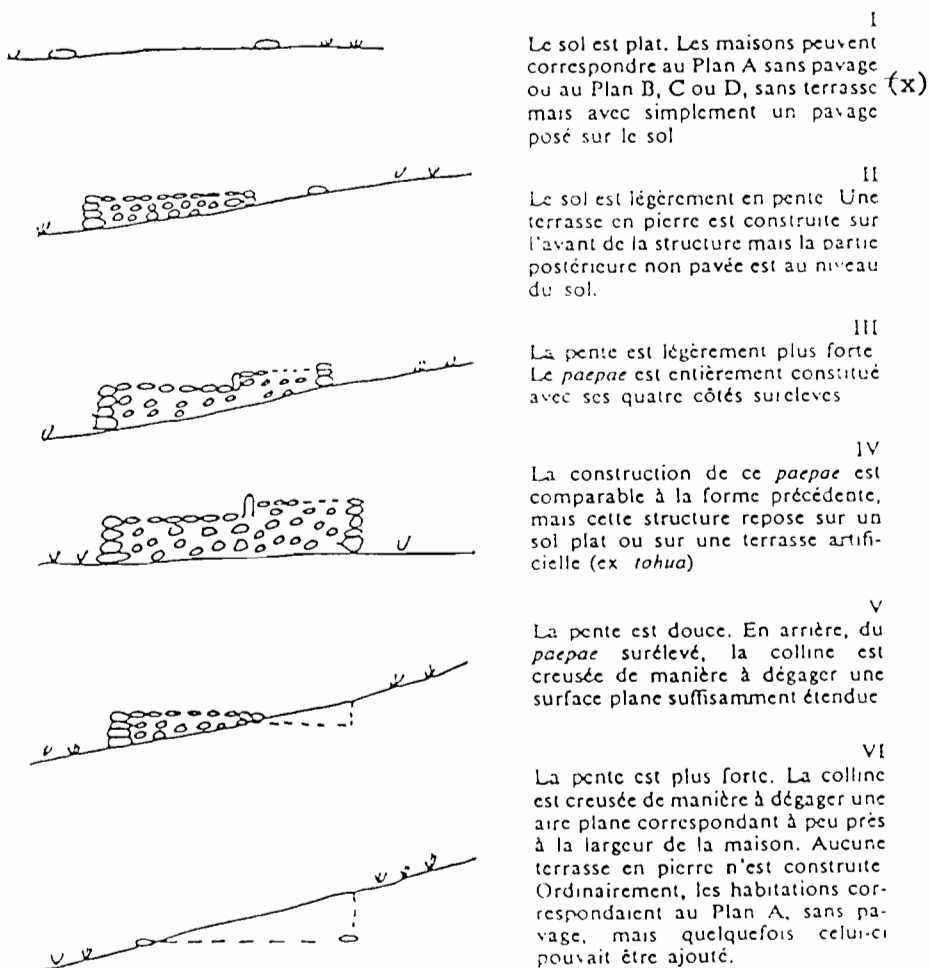 I
Le sol est plat. Les maisons peuvent
correspondre au Plan A sans pavage
ou au Plan B, C ou D, sans terrasse (x)
mais avec simplement un pavage
posé sur le sol
II
Le sol est légèrement en pente Une
terrasse en pierre est construite sur
l'avant de la structure mais la partie
postérieure non pavée est au niveau
du sol.
III
La pente est légèrement plus forte
Le paepae est entièrement constitué
avec ses quatre côtés sureleves
IV
La construction de ce paepae est
comparable à la forme précédente,
mais cette structure repose sur un
sol plat ou sur une terrasse artifi-
cielle (ex tohua)
V
La pente est douce. En arrière, du
paepae surélevé, la colline est
creusée de manière à dégager une
surface plane suffisamment étendue
VI
La pente est plus forte. La colline
est creusée de manière à dégager une
aire plane correspondant à peu près
à la largeur de la maison. Aucune
terrasse en pierre n'est construite
Ordinairement, les habitations cor-
respondaient au Plan A, sans pa-
vage, mais quelquefois celui-ci
pouvait être ajouté.